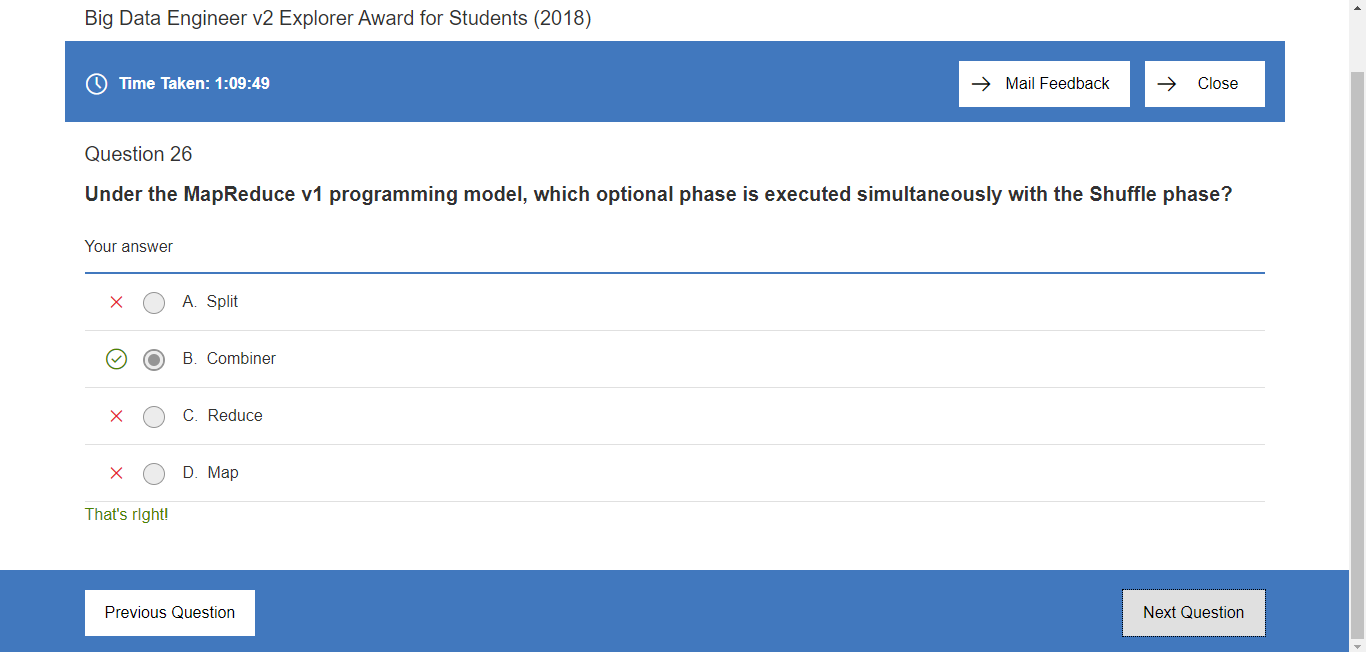 Big Data Engineer v2 Explorer Award for Students (2018)
Time Taken: 1:09:49
Mail Feedback
Close
Question 26
Under the MapReduce v1 programming model, which optional phase is executed simultaneously with the Shuffle phase?
Your answer
A. Split
B. Combiner
C. Reduce
D. Map
That's right!
Previous Question
Next Question